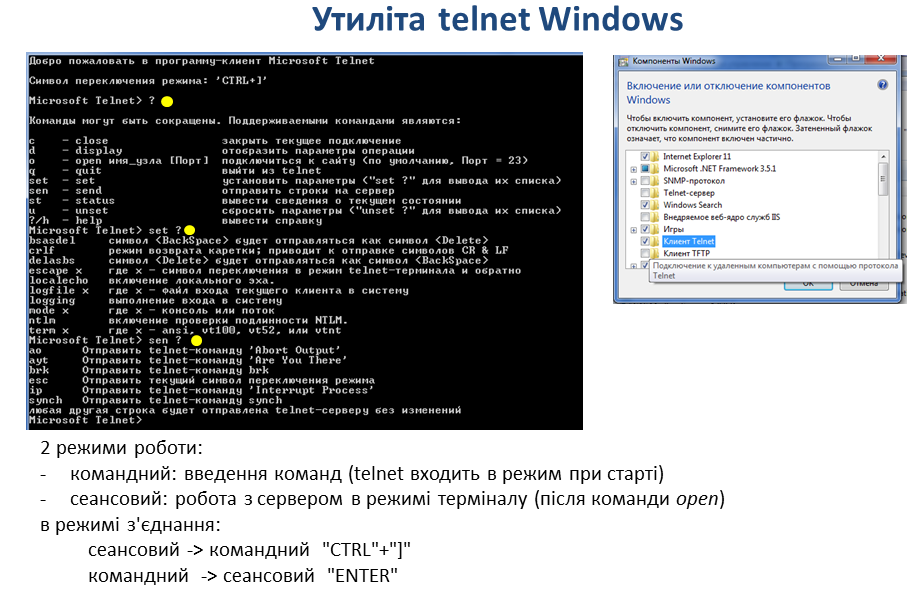 Утиліта telnet Windows
Добро пожаловать в программу-клиент Microsoft Telnet
Символ переключения режима: 'CTRL+]'
Microsoft Telnet> ?
Команды могут быть сокращены. Поддерживаемыми командами являются:
c    - close    закрыть текущее подключение
d    - display    отобразить параметры операции
o    - open имя_узла [Порт]    подключиться к сайту (по умолчанию, Порт = 23)
q    - quit    выйти из telnet
set    - set    установить параметры ("set ?" для вывода их списка)
sen    - send    отправить строки на сервер
st    - status    вывести сведения о текущем состоянии
u    - unset    сбросить параметры ("unset ?" для вывода их списка)
?/h    - help    вывести справку
Microsoft Telnet> set ?
bsasdel    символ <BackSpace> будет отправляться как символ <Delete>
crlf    режим возврата каретки; приводит к отправке символов CR & LF
delasbs    символ <Delete> будет отправляться как символ <BackSpace>
escape x    где x - символ переключения в режим telnet-терминала и обратно
localecho    включение локального эха.
logfile x    где x - файл входа текущего клиента в систему
logging    выполнение входа в систему
mode x    где x - консоль или поток
ntlm    включение проверки подлинности NTLM.
term x    где x - ansi, vt100, vt52, или vtnt
Microsoft Telnet> sen ?
ao    Отправить telnet-команду 'Abort Output'
ayt    Отправить telnet-команду 'Are You There'
brk    Отправить telnet-команду brk
esc    Отправить текущий символ переключения режима
ip    Отправить telnet-команду 'Interrupt Process'
synch    Отправить telnet-команду synch
любая другая строка будет отправлена telnet-серверу без изменений
Microsoft Telnet>
Компоненты Windows
Включение или отключение компонентов
Windows
Чтобы включить компонент, установите его флажок. Чтобы
отключить компонент, снимите его флажок. Затененный флажок
означает, что компонент включен частично.
Internet Explorer 11
Microsoft .NET Framework 3.5.1
SNMP-протокол
Telnet-сервер
Windows Search
Внедряемое веб-ядро служб IIS
Игры
Клиент Telnet
Клиент TFTP
Подключение к удаленным компьютерам с помощью протокола
Telnet
OK    Отмена
2 режими роботи:
- командний: введення команд (telnet входить в режим при старті)
- сеансовий: робота з сервером в режимі терміналу (після команди open)
в режимі з'єднання:
сеансовий -> командний "CTRL"+"]"
командний -> сеансовий "ENTER"